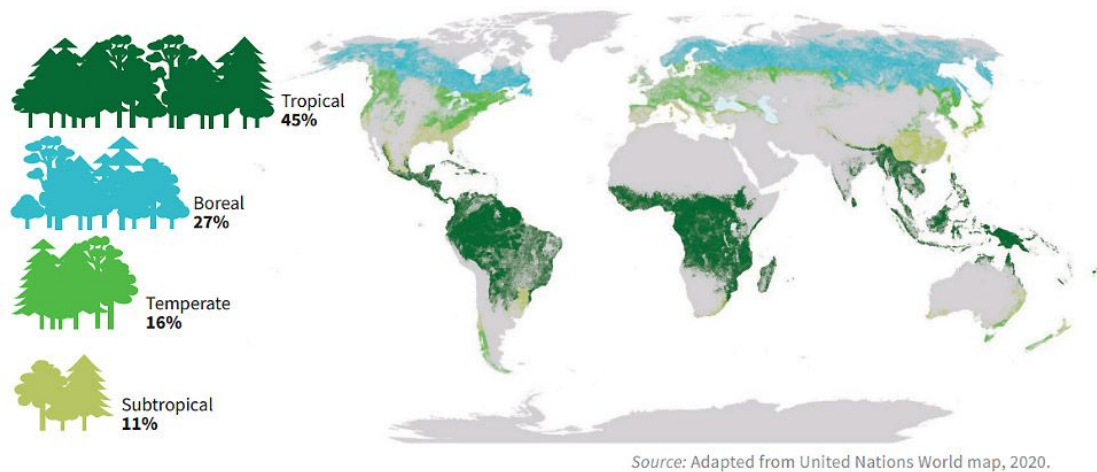 Tropical
45%
Boreal
27%
Temperate
16%
Subtropical
11%
Source: Adapted from United Nations World map, 2020.